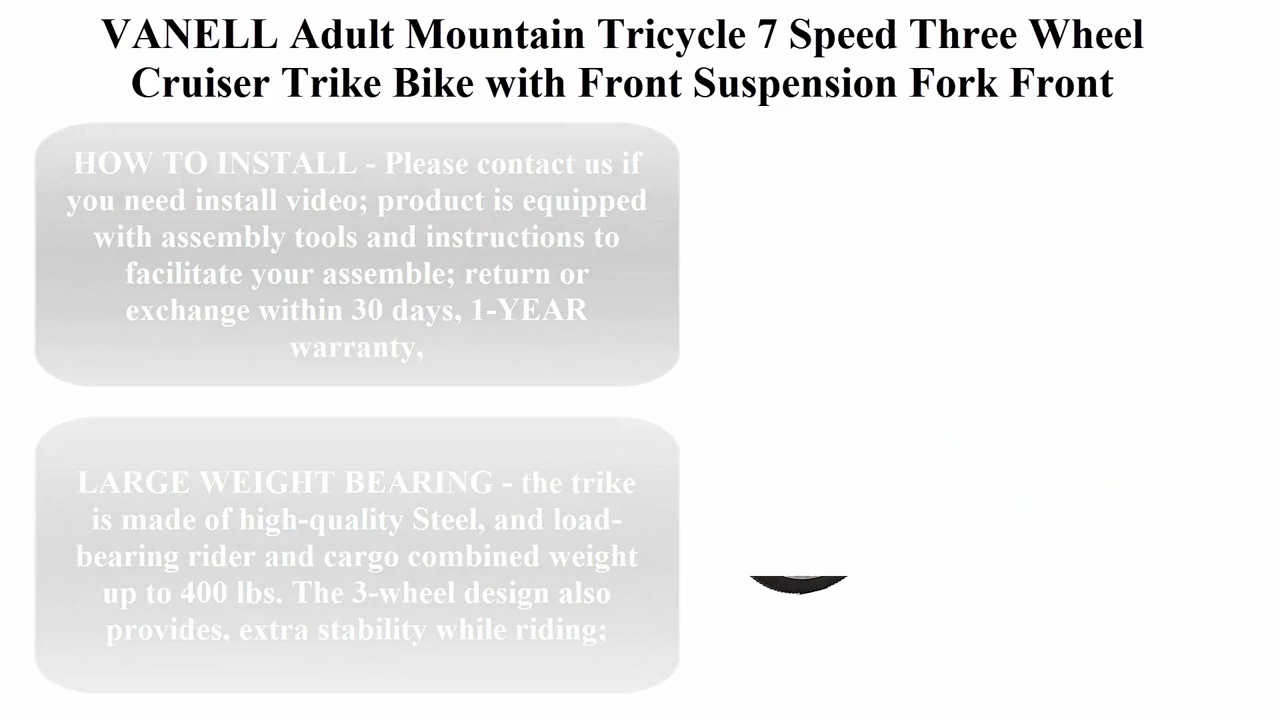 VANELL Adult Mountain Tricycle 7 Speed Three Wheel
Cruiser Trike Bike with Front Suspension Fork Front
HOW TO INSTALL - Please contact us if
you need install video; product is equipped
with assembly tools and instructions to
facilitate your assemble; return or
exchange within 30 days, 1-YEAR
warranty,
LARGE WEIGHT BEARING - the trike
is made of high-quality Steel, and load-
bearing rider and cargo combined weight
up to 400 lbs. The 3-wheel design also
provides, extra stability while riding;